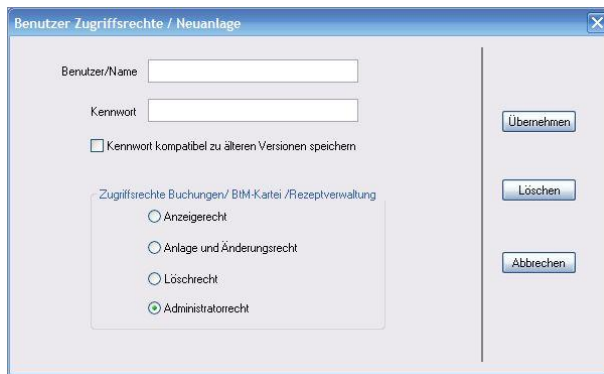 Benutzer Zugriffsrechte / Neuanlage
Benutzer/Name
Kennwort
Kennwort kompatibel zu älteren Versionen speichern
Zugriffsrechte Buchungen/ BtM-Kartei /Rezeptverwaltung
Anzeigerecht
Anlage und Änderungsrecht
Löschrecht
Administratorrecht
Übernehmen
Löschen
Abbrechen